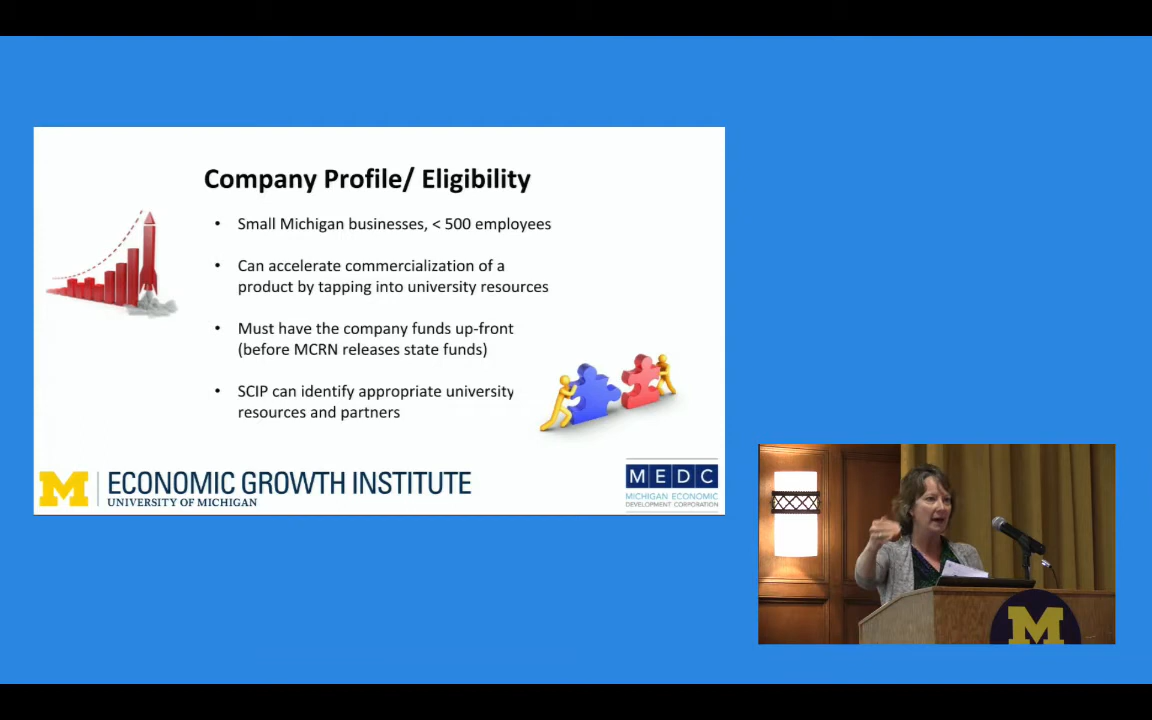 Company Profile/ Eligibility
• Small Michigan businesses, < 500 employees
• Can accelerate commercialization of a
product by tapping into university resources
• Must have the company funds up-front
(before MCRN releases state funds)
• SCIP can identify appropriate university
resources and partners
M ECONOMIC GROWTH INSTITUTE
UNIVERSITY OF MICHIGAN
MEDC
MICHIGAN ECONOMIC
DEVELOPMENT CORPORATION
M